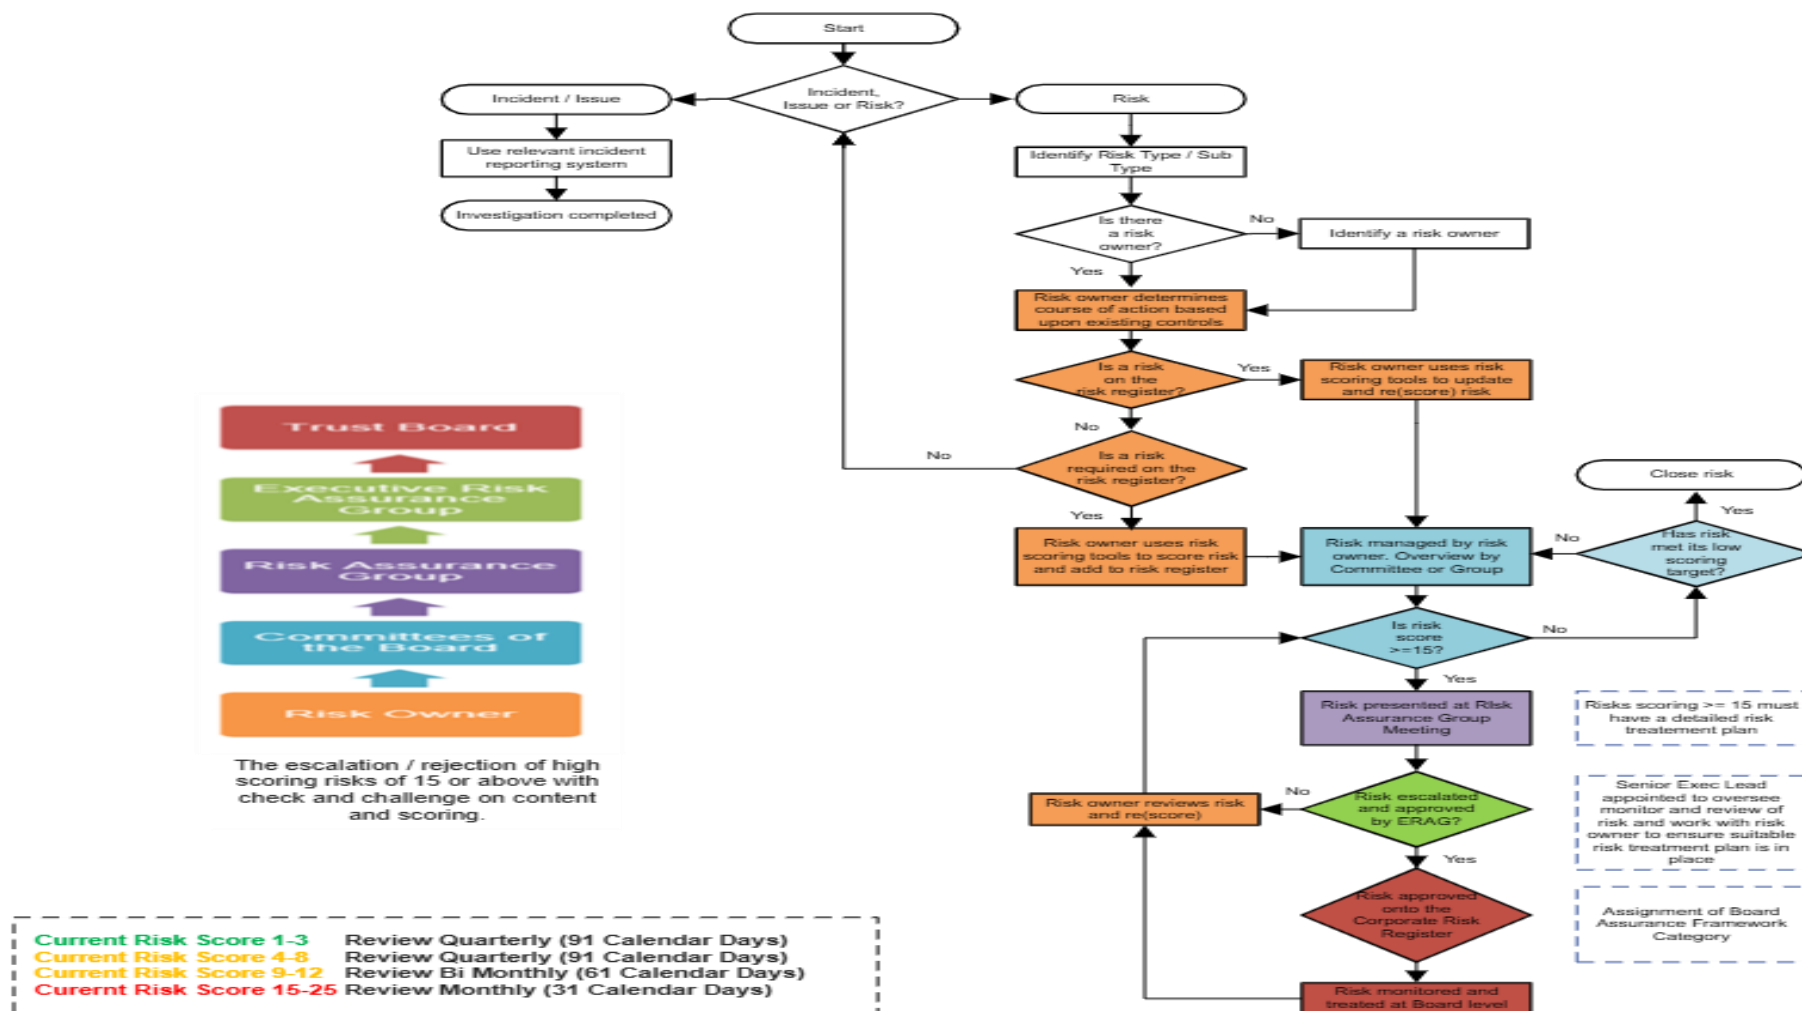 Start
Incident,
Issue or Risk?
Incident / Issue
Use relevant incident
reporting system
Investigation completed
Risk
Identify Risk Type / Sub
Type
Is there
a risk
owner?
No
Identify a risk owner
Yes
Risk owner determines
course of action based
upon existing controls
Is a risk
on the
risk register?
Yes
Risk owner uses risk
scoring tools to update
and re(score) risk
No
Is a risk
required on the
risk register?
No
Yes
Risk owner uses risk
scoring tools to score risk
and add to risk register
Risk managed by risk
owner. Overview by
Committee or Group
No
Has risk
met its low
scoring
target?
Yes
Close risk
Is risk
score
>=15?
No
Yes
Risk presented at RIsk
Assurance Group
Meeting
Risk escalated
and approved
by ERAG?
No
Risk owner reviews risk
and re(score)
Yes
Risk approved
onto the
Corporate Risk
Register
Risk monitored and
treated at Board level
Risks scoring >= 15 must
have a detailed risk
treatement plan
Senior Exec Lead
appointed to oversee
monitor and review of
risk and work with risk
owner to ensure suitable
risk treatment plan is in
place
Assignment of Board
Assurance Framework
Category
Trust Board
Executive Risk
Assurance
Group
Risk Assurance
Group
Committees of
the Board
Risk Owner
The escalation / rejection of high
scoring risks of 15 or above with
check and challenge on content
and scoring.
Current Risk Score 1-3 Review Quarterly (91 Calendar Days)
Current Risk Score 4-8 Review Quarterly (91 Calendar Days)
Current Risk Score 9-12 Review Bi Monthly (61 Calendar Days)
Curernt Risk Score 15-25 Review Monthly (31 Calendar Days)